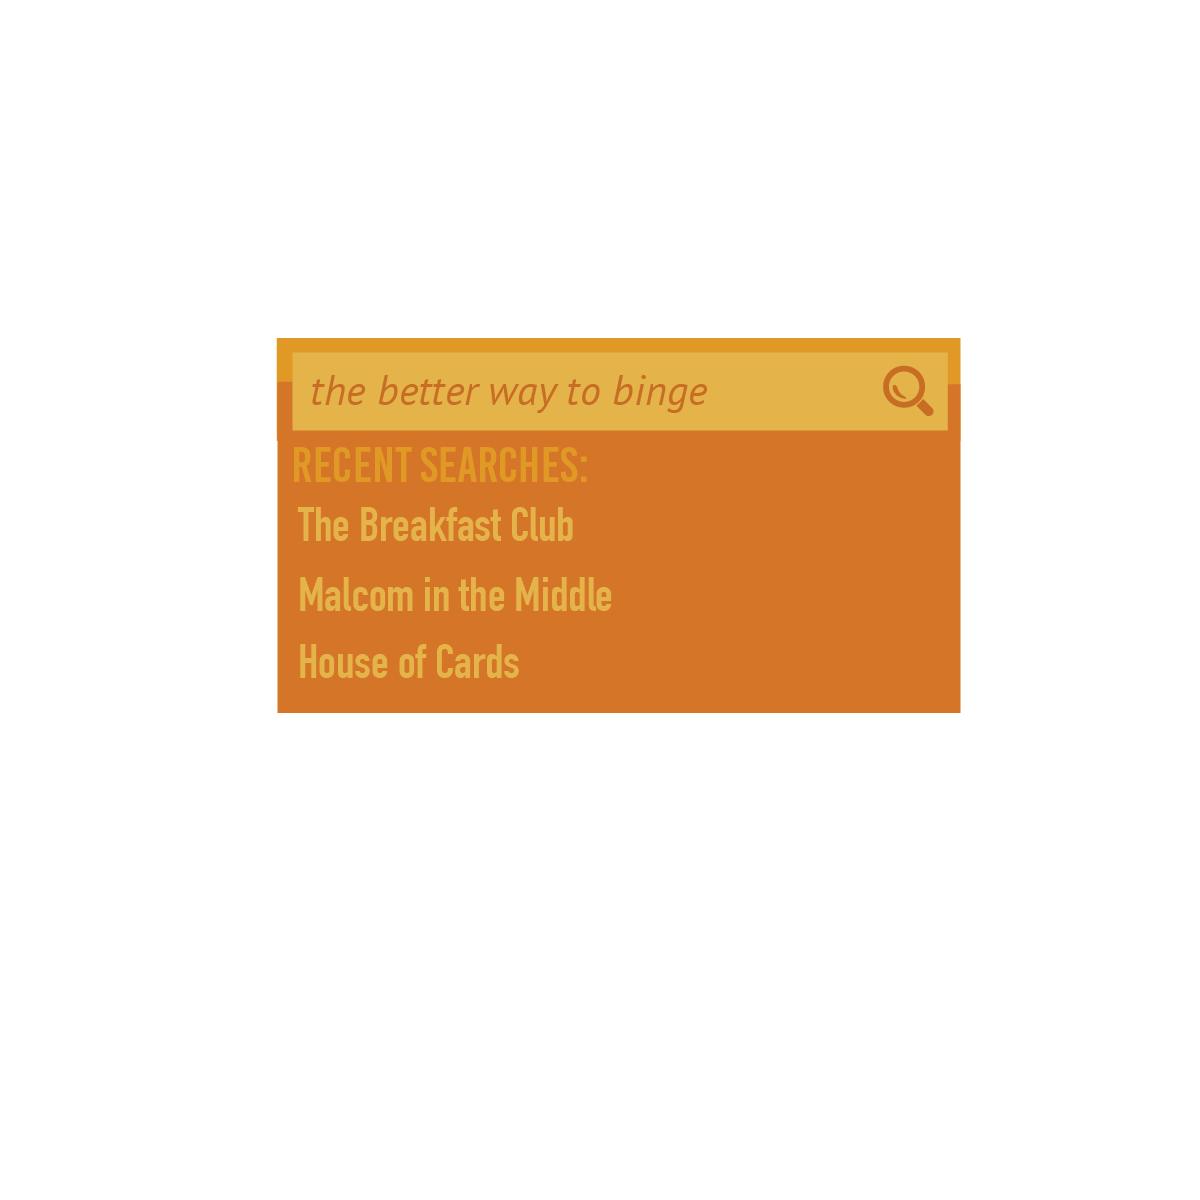 the better way to binge
RECENT SEARCHES:
The Breakfast Club
Malcom in the Middle
House of Cards